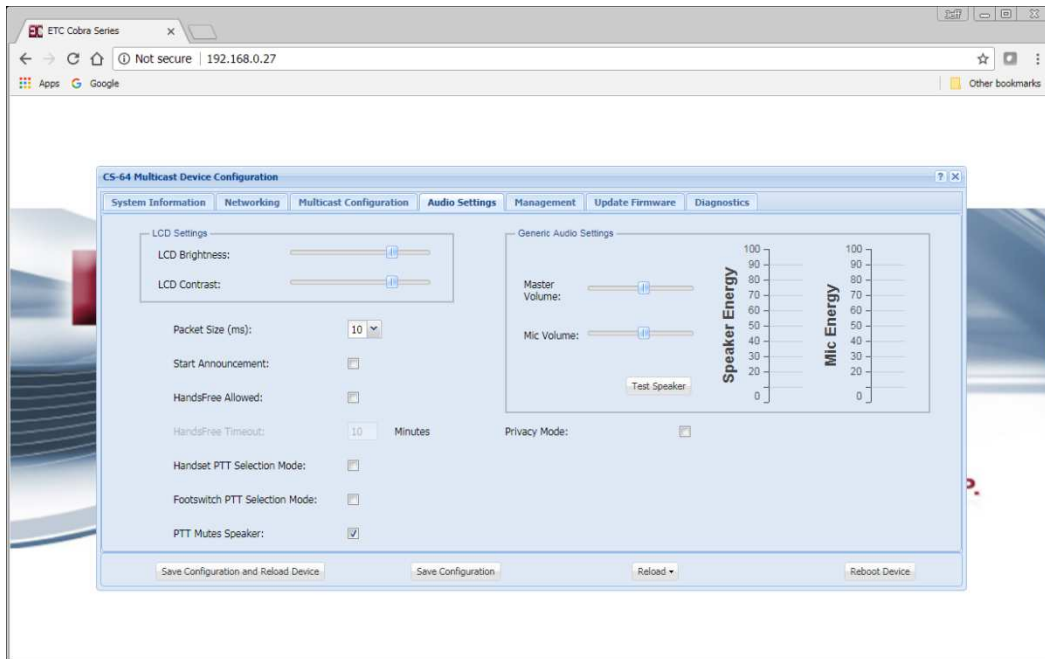 Jeff
ETC Cobra Series
Not secure | 192.168.0.27
Apps Google Other bookmarks
CS-64 Multicast Device Configuration
System Information Networking Multicast Configuration Audio Settings Management Update Firmware Diagnostics
LCD Settings
LCD Brightness:
LCD Contrast:
Packet Size (ms): 10
Start Announcement:
HandsFree Allowed:
HandsFree Timeout: 10 Minutes
Handset PTT Selection Mode:
Footswitch PTT Selection Mode:
PTT Mutes Speaker:
Generic Audio Settings
Master
Volume:
Mic Volume:
Test Speaker
Speaker Energy
100
90
80
70
60
50
40
30
20
0
Mic Energy
100
90
80
70
60
50
40
30
20
0
Privacy Mode:
P.
Save Configuration and Reload Device Save Configuration Reload Reboot Device